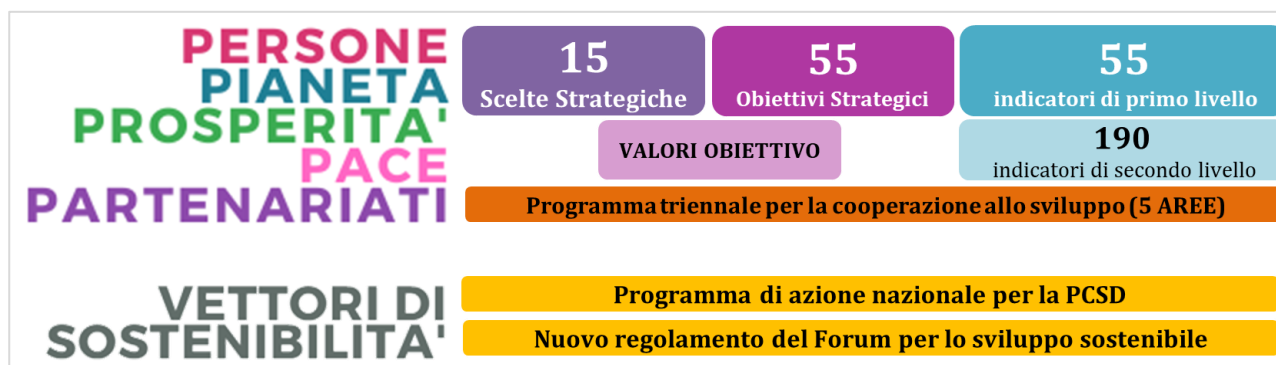 PERSONE
PIANETA
PROSPERITA'
PACE
PARTENARIATI
15
Scelte Strategiche
55
Obiettivi Strategici
55
indicatori di primo livello
VALORI OBIETTIVO
190
indicatori di secondo livello
Programma triennale per la cooperazione allo sviluppo (5 AREE)
VETTORI DI
SOSTENIBILITA'
Programma di azione nazionale per la PCSD
Nuovo regolamento del Forum per lo sviluppo sostenibile